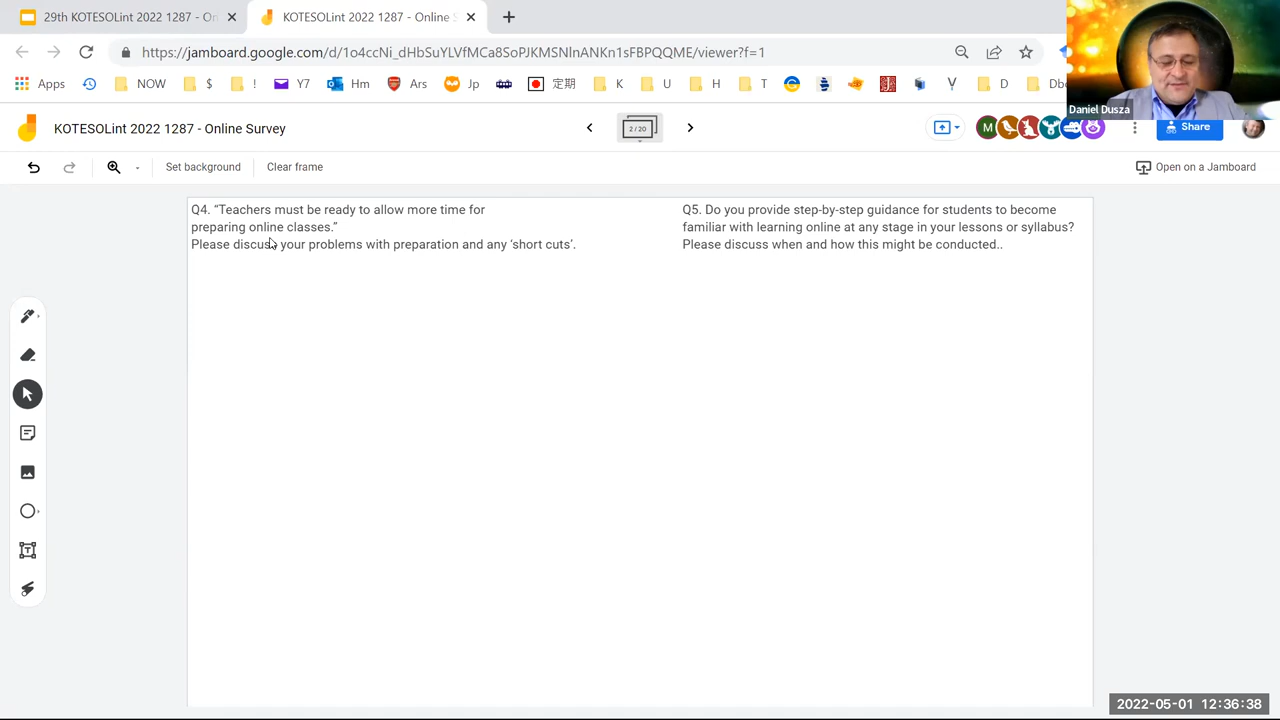 29th KOTESOLint 2022 1287 - On
KOTESOLint 2022 1287 - Online S
https://jamboard.google.com/d/1o4ccNi_dHbSuYLVfMCa8SoPJKMSNlnANKn1sFBPQQME/viewer?f=1
Apps NOW $ ! Y7 Hro Ars Jp 定期 K U H T D Dbo
Daniel Dusza
KOTESOLint 2022 1287 - Online Survey
2 / 20
M
Share
Set background
Clear frame
Open on a Jamboard
Q4. “Teachers must be ready to allow more time for
preparing online classes.”
Please discuss your problems with preparation and any ‘short cuts’.
Q5. Do you provide step-by-step guidance for students to become
familiar with learning online at any stage in your lessons or syllabus?
Please discuss when and how this might be conducted..
2022-05-01 12:36:38